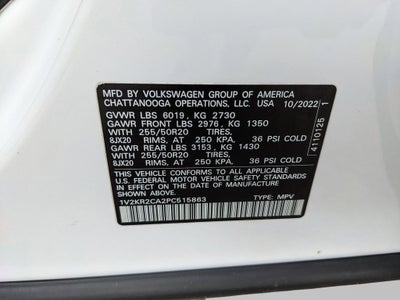 MFD BY VOLKSWAGEN GROUP OF AMERICA
CHATTANOOGA OPERATIONS, LLC. USA 10/2022
GVWR LBS 6019, KG 2730
GAWR FRONT LBS 2976, KG 1350
WITH 255/50R20 TIRES,
8JX20 RIMS, AT 250 KPA, 36 PSI COLD
GAWR REAR LBS 3153, KG 1430
WITH 255/50R20 TIRES,
8JX20 RIMS, AT 250 KPA, 36 PSI COLD
THIS VEHICLE CONFORMS TO ALL APPLICABLE
U.S. FEDERAL MOTOR VEHICLE SAFETY
STANDARDS IN EFFECT ON THE DATE OF MANUFACTURE
SHOWN ABOVE.
1V2KR2CA2PC515863 TYPE: MPV
4110125 1